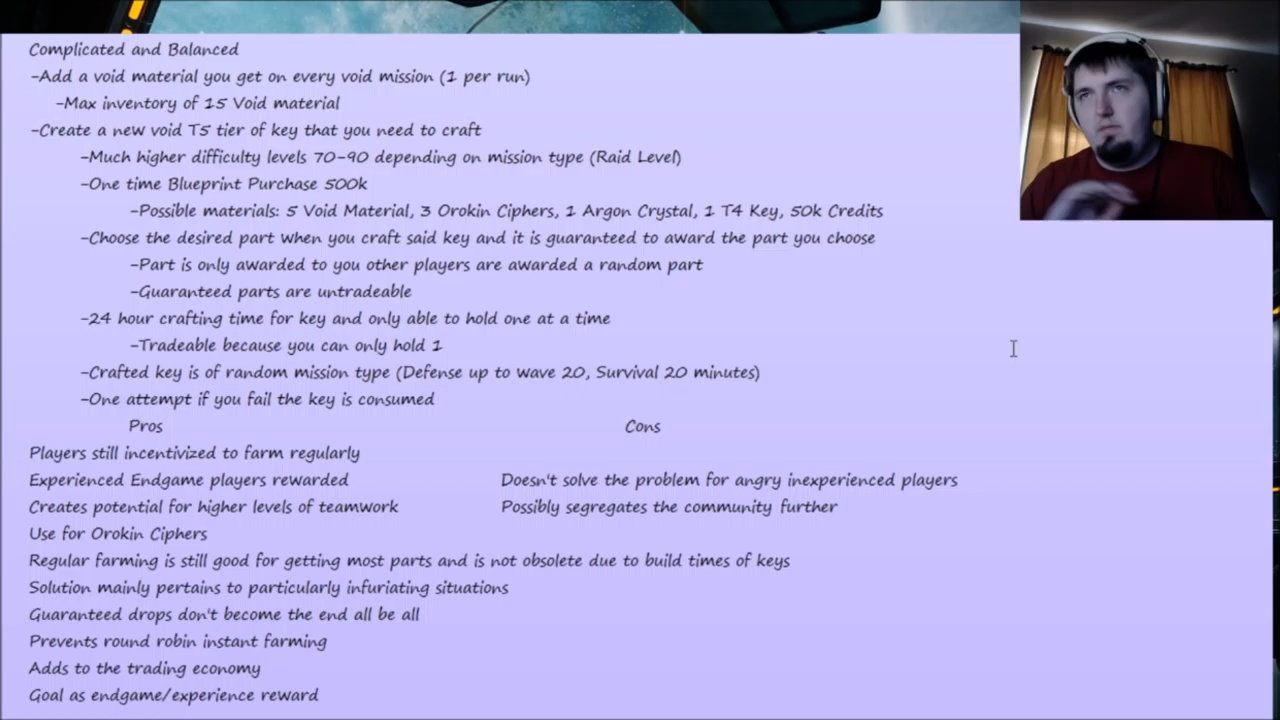 Complicated and Balanced
-Add a void material you get on every void mission (1 per run)
-Max inventory of 15 Void material
-Create a new void T5 tier of key that you need to craft
-Much higher difficulty levels 70-90 depending on mission type (Raid Level)
-One time Blueprint Purchase 500k
-Possible materials: 5 Void Material, 3 Orokin Ciphers, 1 Argon Crystal, 1 T4 Key, 50k Credits
-Choose the desired part when you craft said key and it is guaranteed to award the part you choose
-Part is only awarded to you other players are awarded a random part
-Guaranteed parts are untradeable
-24 hour crafting time for key and only able to hold one at a time
-Tradeable because you can only hold 1
-Crafted key is of random mission type (Defense up to wave 20, Survival 20 minutes)
-One attempt if you fail the key is consumed
Pros Cons
Players still incentivized to farm regularly
Experienced Endgame players rewarded Doesn't solve the problem for angry inexperienced players
Creates potential for higher levels of teamwork Possibly segregates the community further
Use for Orokin Ciphers
Regular farming is still good for getting most parts and is not obsolete due to build times of keys
Solution mainly pertains to particularly infuriating situations
Guaranteed drops don't become the end all be all
Prevents round robin instant farming
Adds to the trading economy
Goal as endgame/experience reward